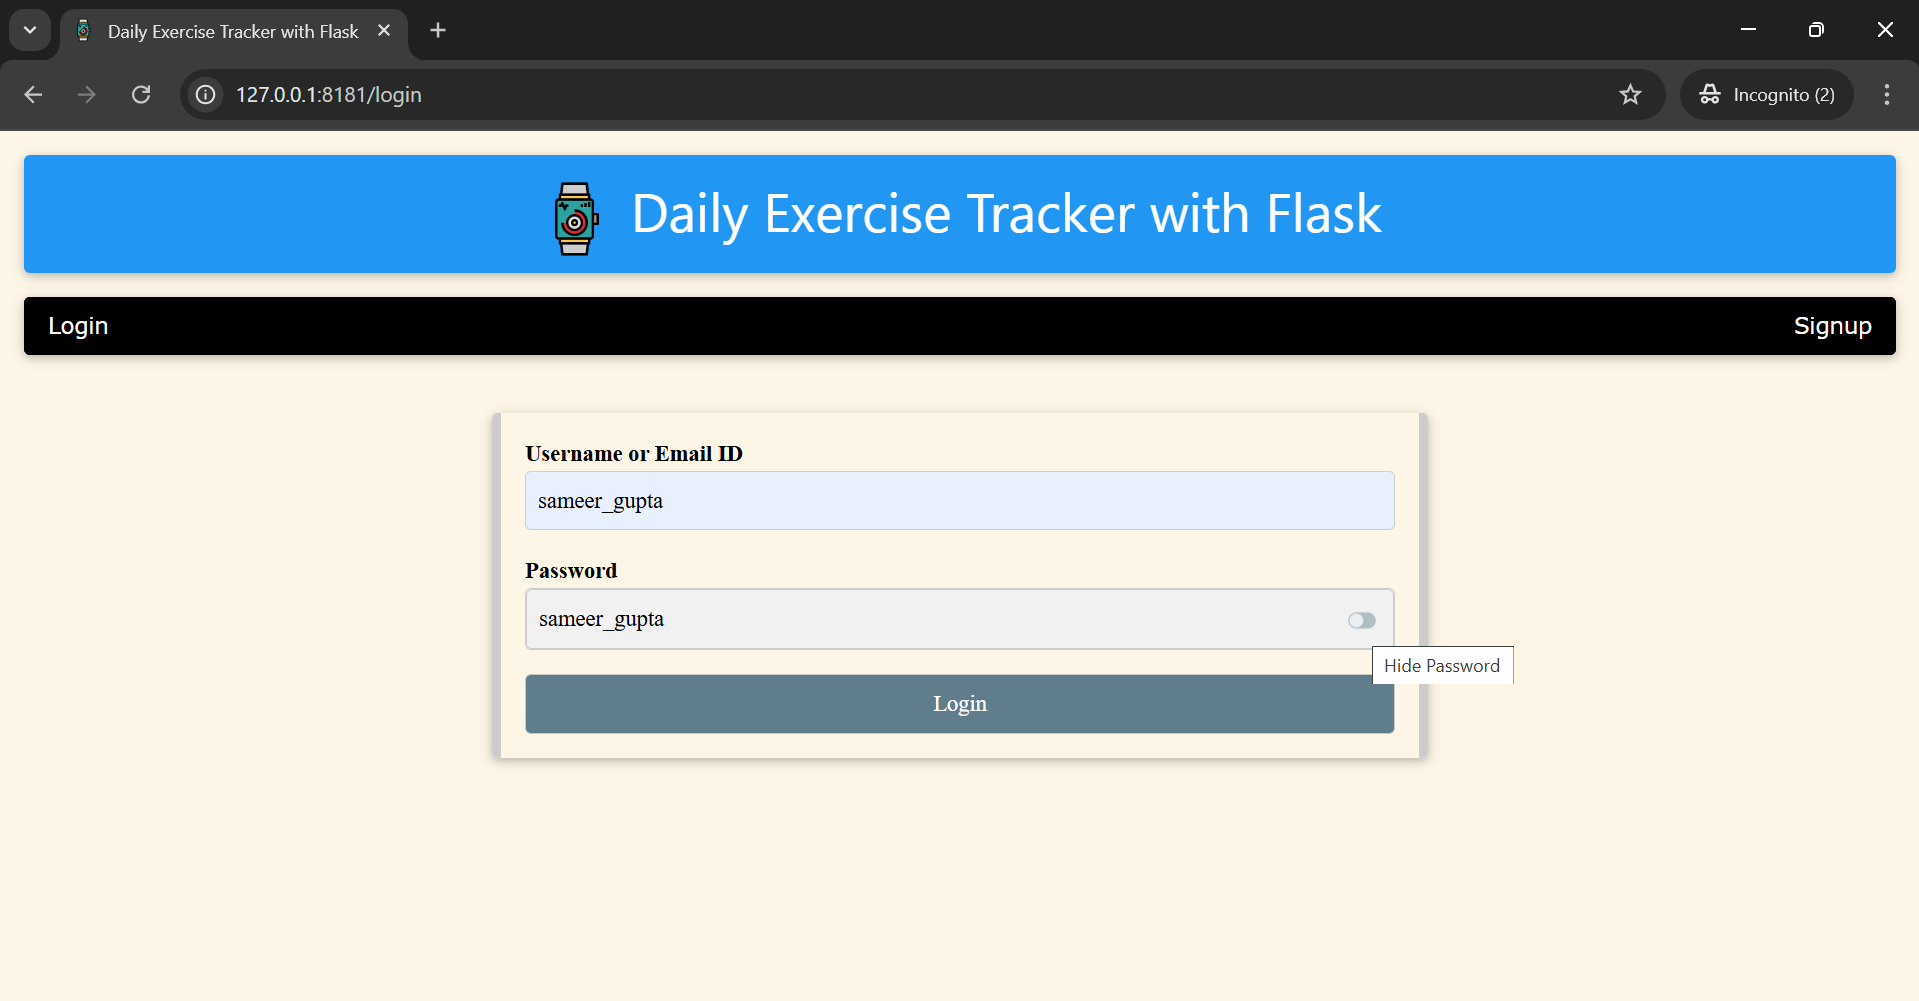 Daily Exercise Tracker with Flask
127.0.0.1:8181/login
Incognito (2)
Daily Exercise Tracker with Flask
Login
Signup
Username or Email ID
sameer_gupta
Password
sameer_gupta
Hide Password
Login